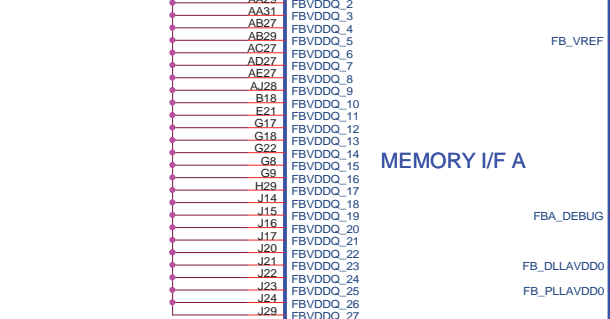 AA29 FBVDDQ_2
AA31 FBVDDQ_3
AB27 FBVDDQ_4
AB29 FBVDDQ_5 FB_VREF
AC27 FBVDDQ_6
AD27 FBVDDQ_7
AE27 FBVDDQ_8
AJ28 FBVDDQ_9
B18 FBVDDQ_10
E21 FBVDDQ_11
G17 FBVDDQ_12
G18 FBVDDQ_13
G22 FBVDDQ_14
G8 FBVDDQ_15 MEMORY I/F A
G9 FBVDDQ_16
H29 FBVDDQ_17
J14 FBVDDQ_18
J15 FBVDDQ_19 FBA_DEBUG
J16 FBVDDQ_20
J17 FBVDDQ_21
J20 FBVDDQ_22
J21 FBVDDQ_23 FB_DLLAVDD0
J22 FBVDDQ_24
J23 FBVDDQ_25 FB_PLLAVDD0
J24 FBVDDQ_26
J29 FBVDDQ_27